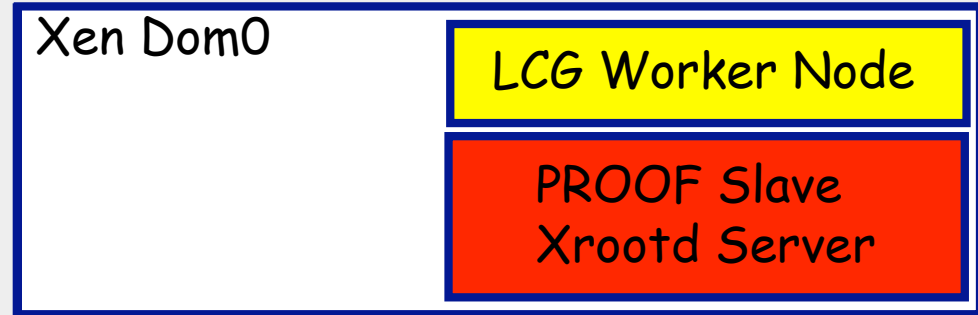 Xen Dom0
LCG Worker Node
PROOF Slave
Xrootd Server